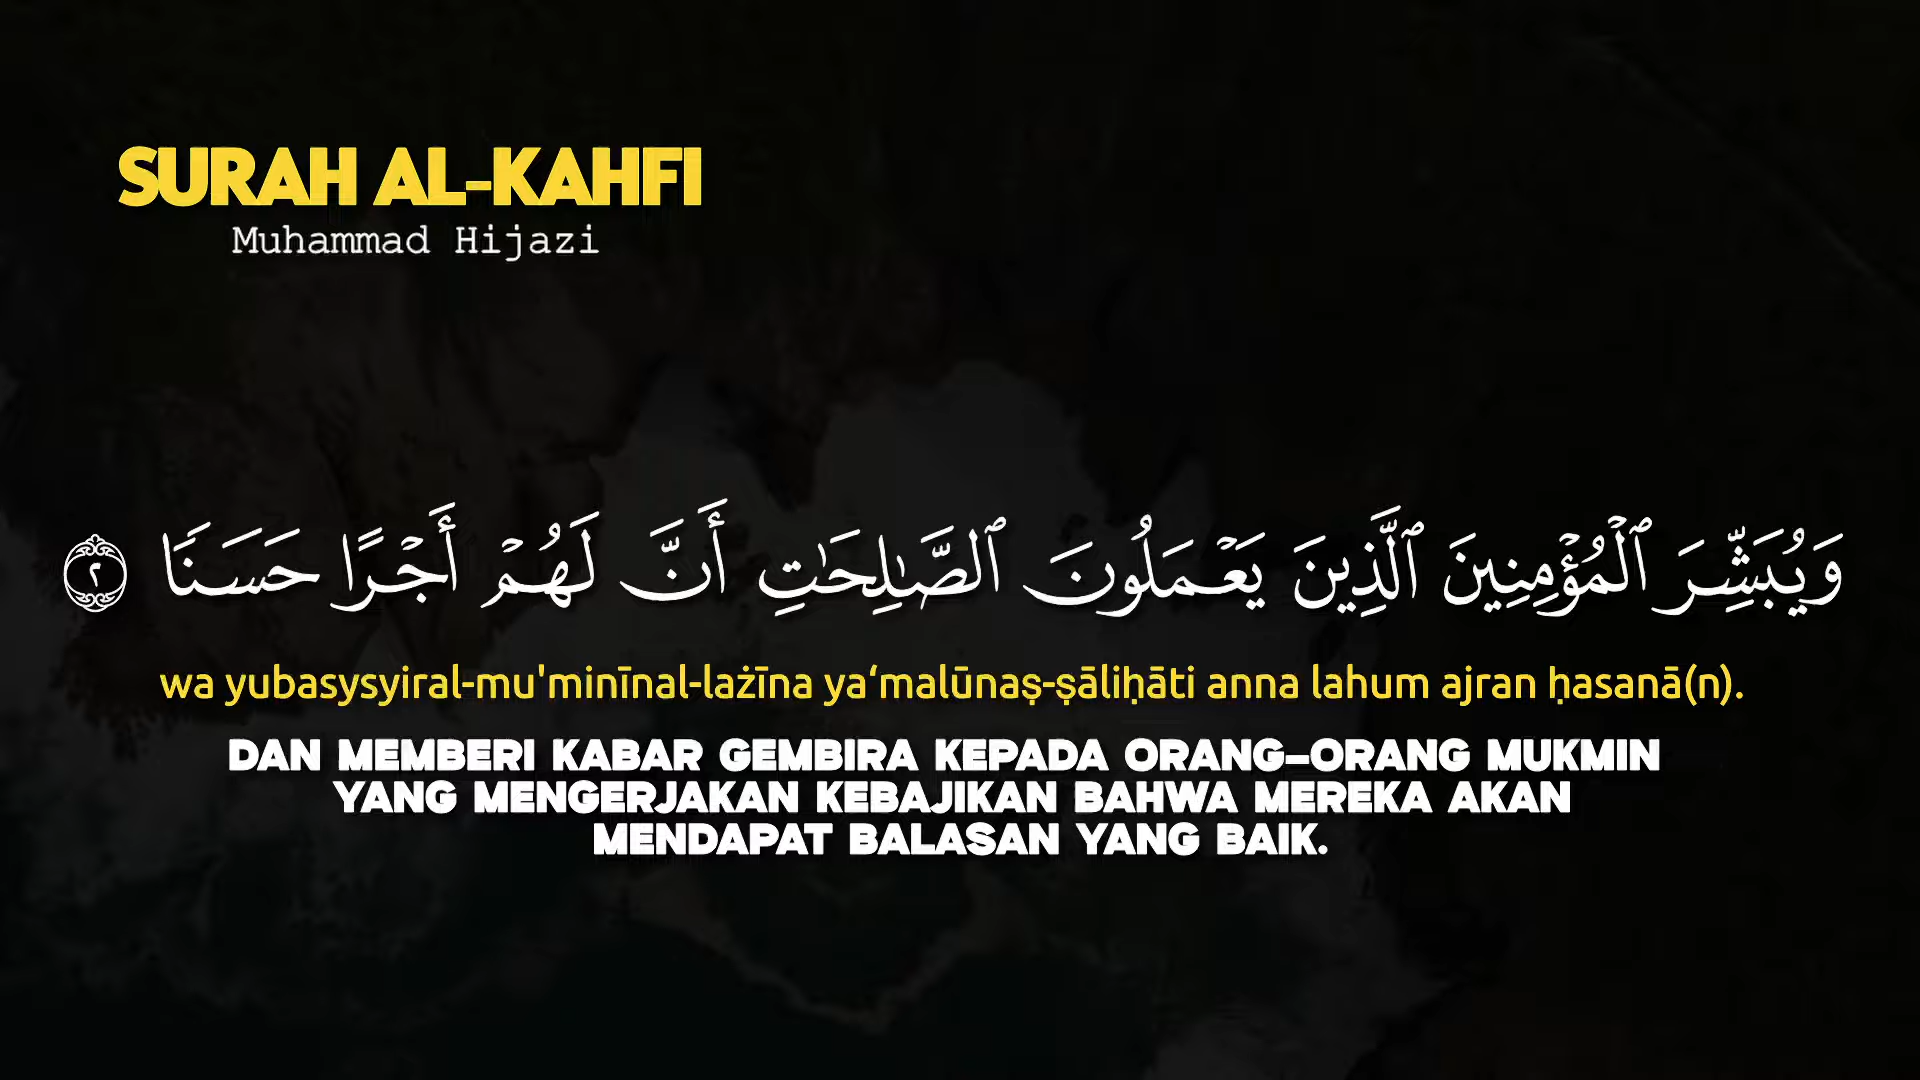 SURAH AL-KAHFI
Muhammad Hijazi
وَيُبَشِّرَ ٱلْمُؤْمِنِينَ ٱلَّذِينَ يَعْمَلُونَ ٱلصَّـٰلِحَـٰتِ أَنَّ لَهُمْ أَجْرًا حَسَنًا ٢
wa yubasysyiral-mu'minīnal-lażīna ya‘malūnaṣ-ṣāliḥāti anna lahum ajran ḥasanā(n).
DAN MEMBERI KABAR GEMBIRA KEPADA ORANG-ORANG MUKMIN
YANG MENGERJAKAN KEBAJIKAN BAHWA MEREKA AKAN
MENDAPAT BALASAN YANG BAIK.